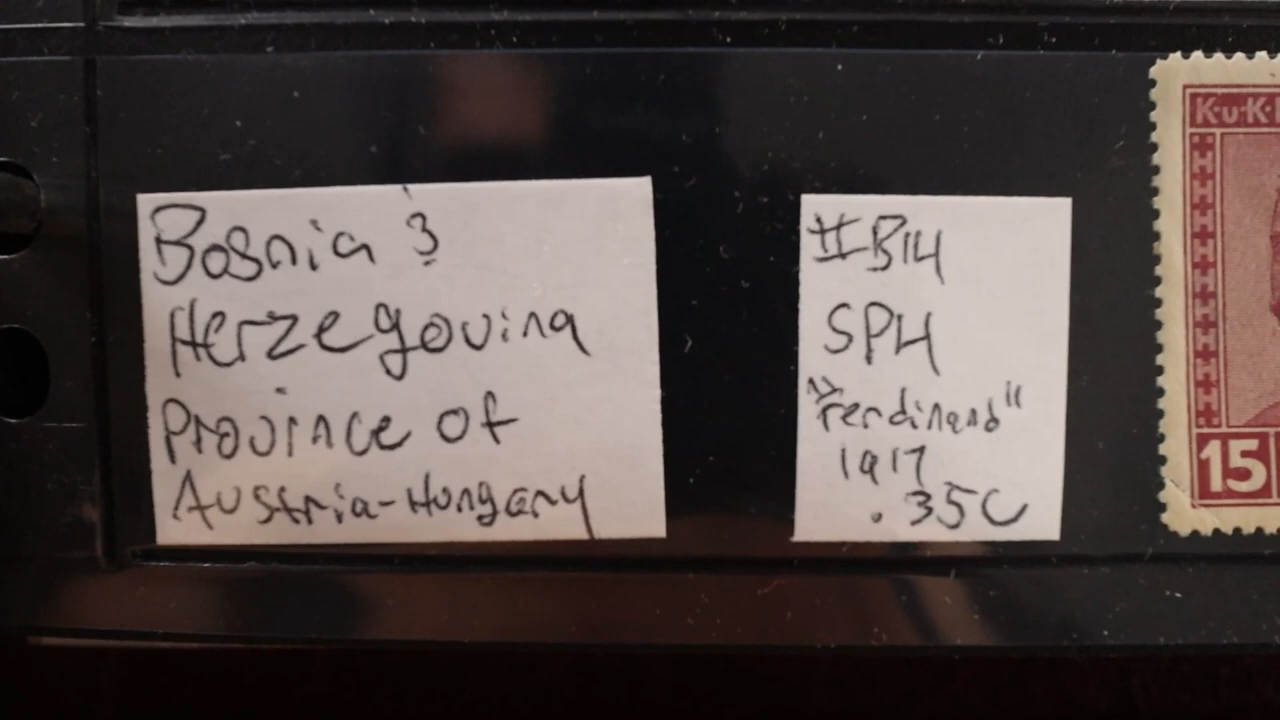 Bosnia &
Herzegovina
Province of
Austria-Hungary
#B14
SPH
"Ferdinand"
1917
.35C
K·u·K·
15